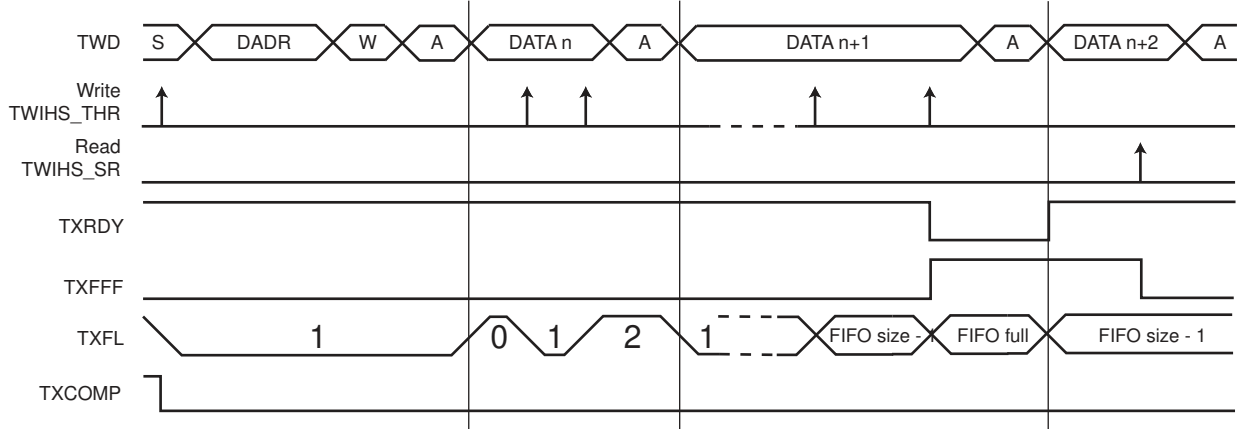 TWD S DADR W A DATA n A DATA n+1 A DATA n+2 A
Write
TWIHS_THR
Read
TWIHS_SR
TXRDY
TXFFF
TXFL 1 0 1 2 1 FIFO size - 1 FIFO full FIFO size - 1
TXCOMP